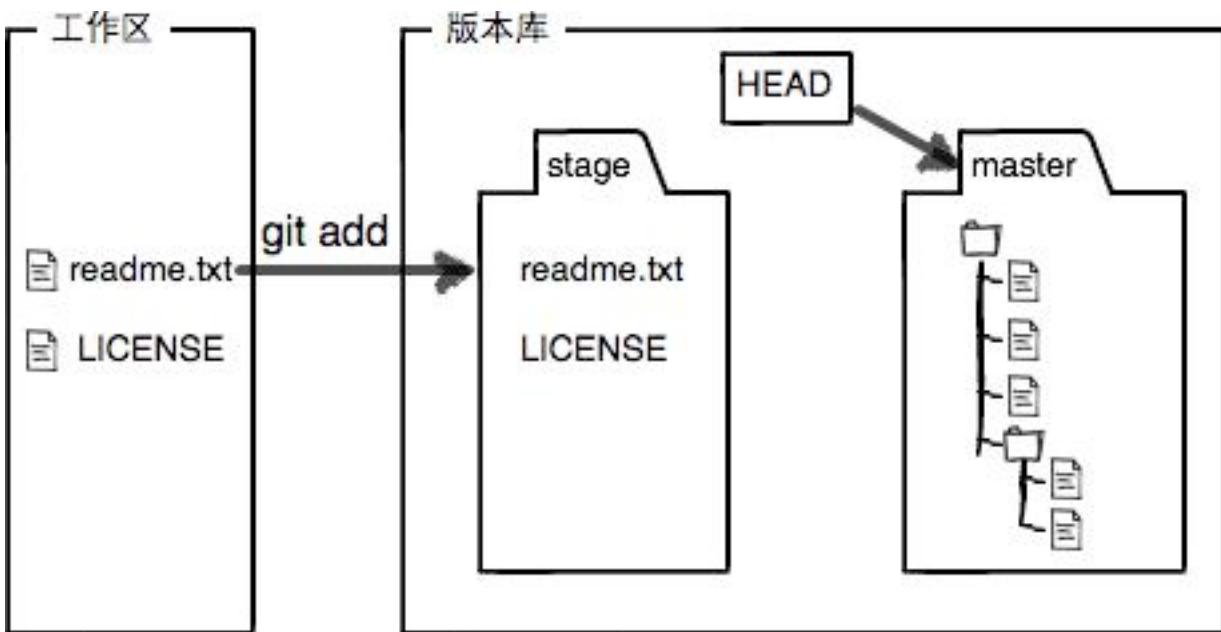 工作区
版本库
HEAD
stage
master
git add
readme.txt
readme.txt
LICENSE
LICENSE